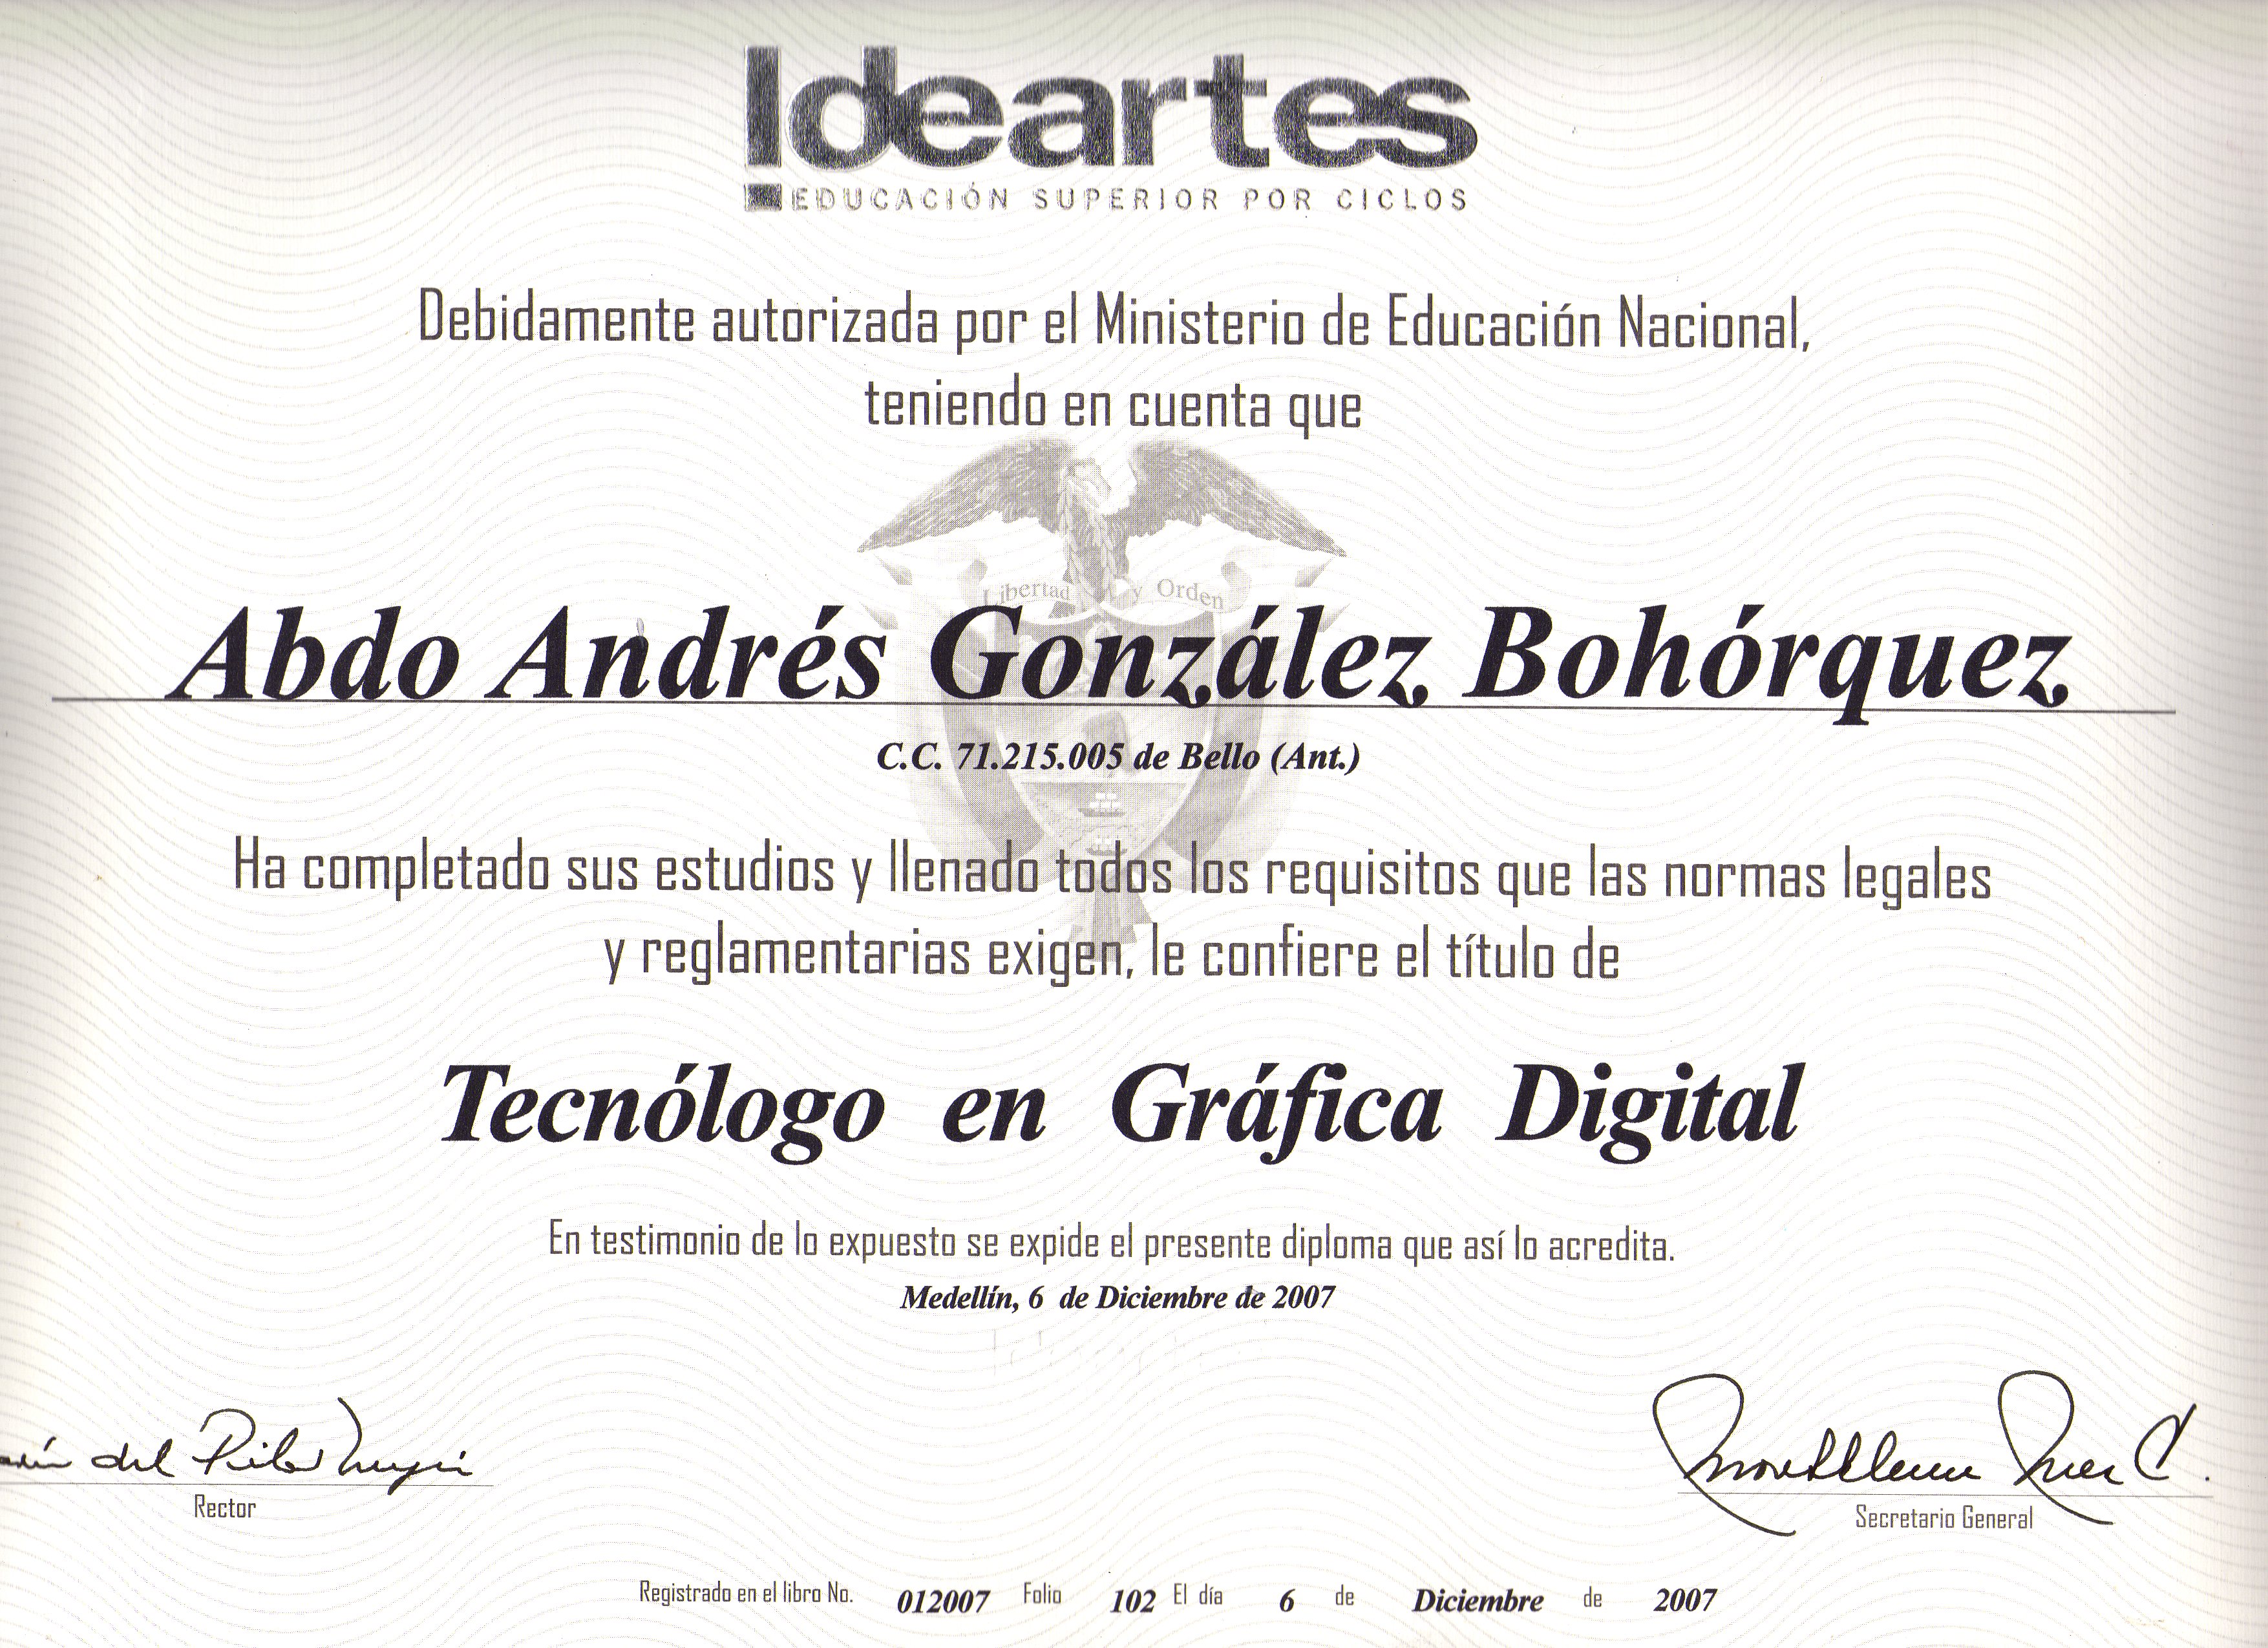 Ideartes
EDUCACIÓN SUPERIOR POR CICLOS
Debidamente autorizada por el Ministerio de Educación Nacional,
teniendo en cuenta que
Libertad y Orden
Abdo Andrés González Bohórquez
C.C. 71.215.005 de Bello (Ant.)
Ha completado sus estudios y llenado todos los requisitos que las normas legales
y reglamentarias exigen, le confiere el título de
Tecnólogo en Gráfica Digital
En testimonio de lo expuesto se expide el presente diploma que así lo acredita.
Medellín, 6 de Diciembre de 2007
del Pilar
Rector
Secretario General
Registrado en el libro No. 012007 Folio 102 El día 6 de Diciembre de 2007